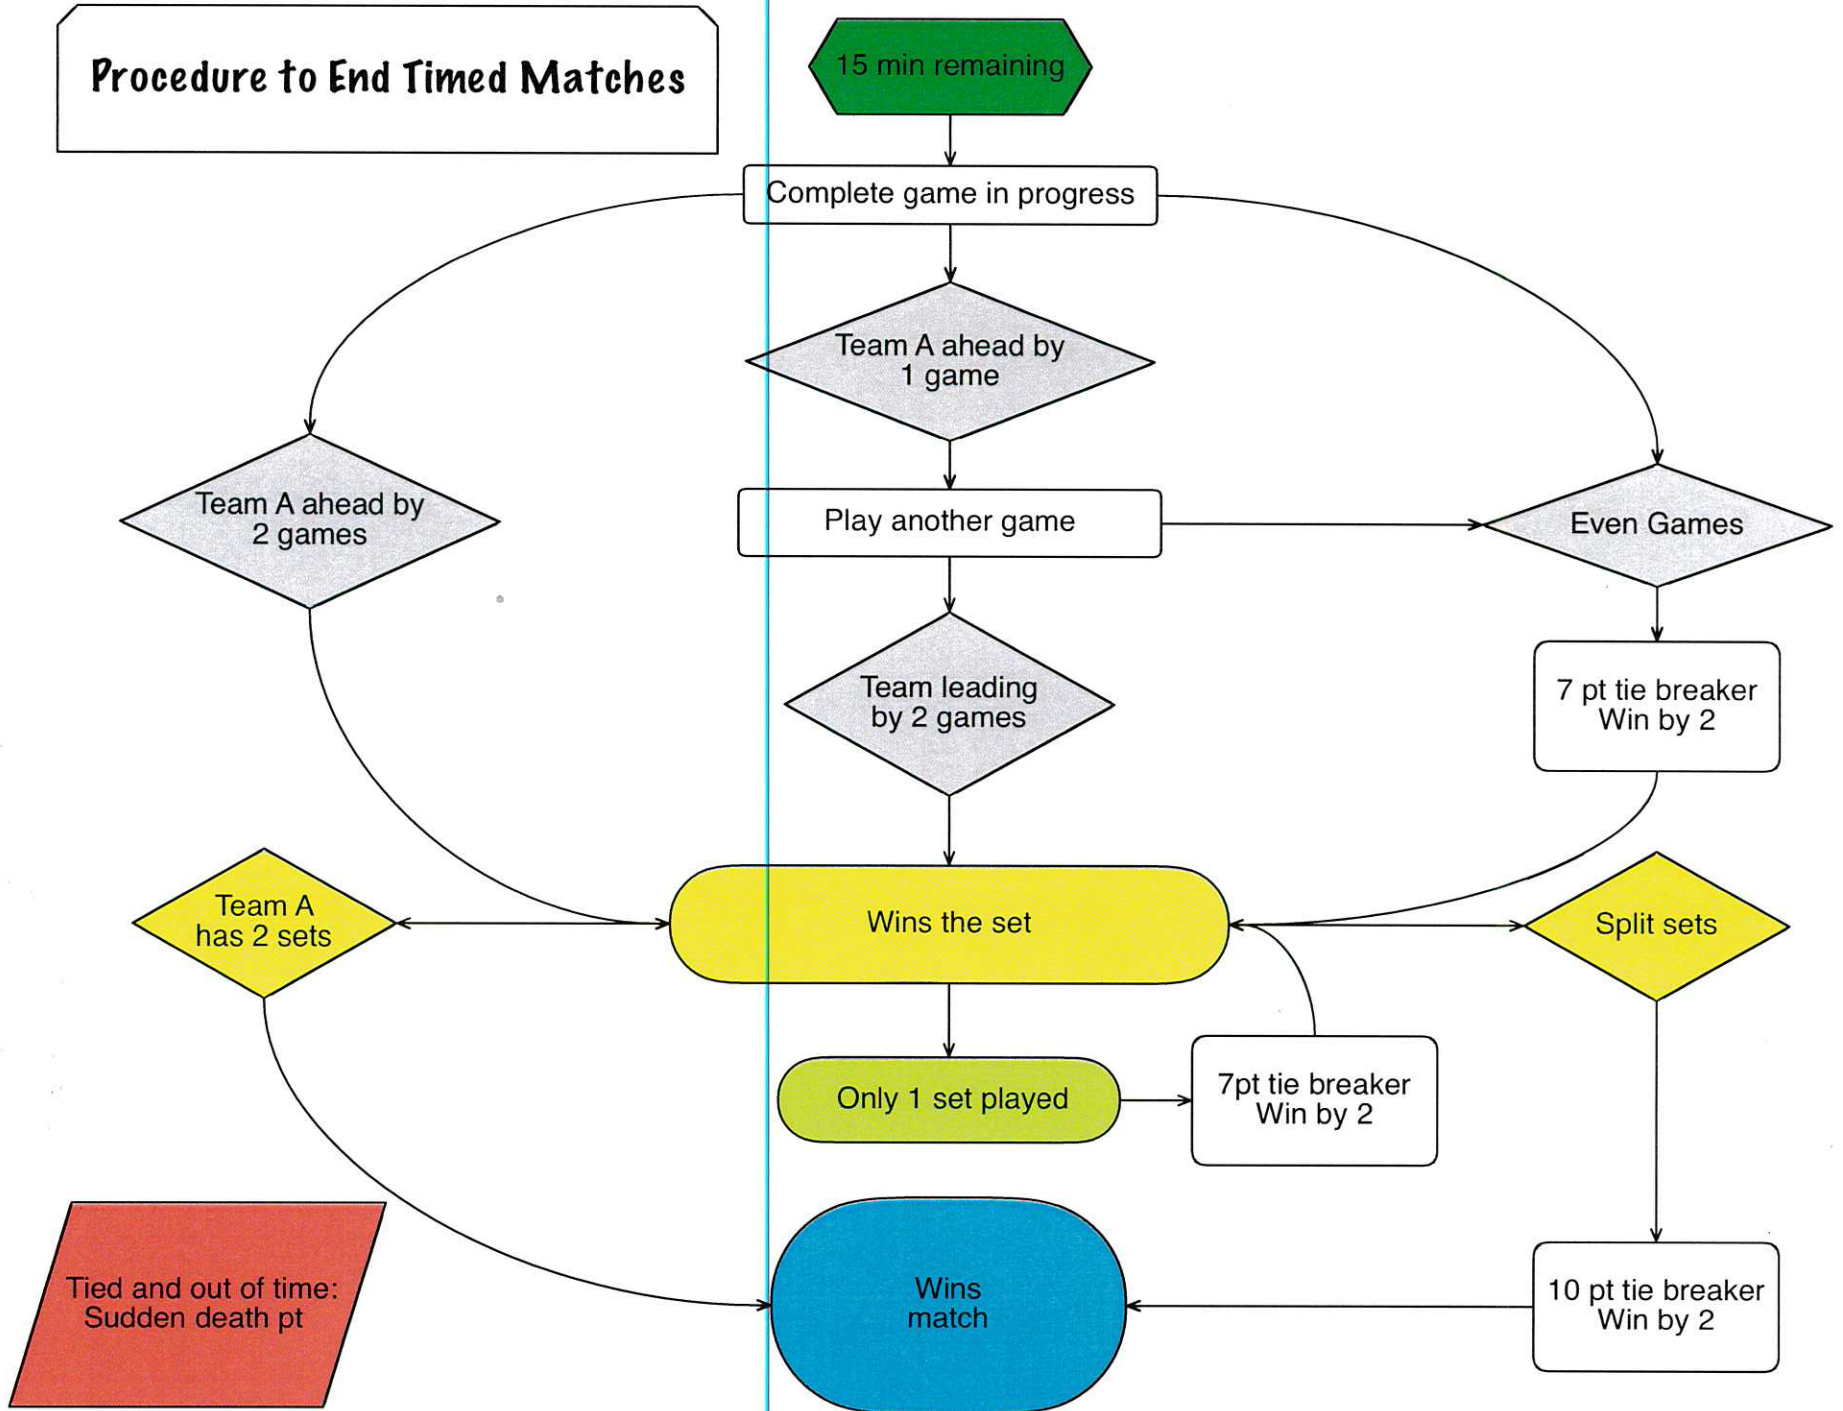 Procedure to End Timed Matches
15 min remaining
Complete game in progress
Team A ahead by
1 game
Team A ahead by
2 games
Play another game
Even Games
Team leading
by 2 games
7 pt tie breaker
Win by 2
Team A
has 2 sets
Wins the set
Split sets
Only 1 set played
7pt tie breaker
Win by 2
Tied and out of time:
Sudden death pt
Wins
match
10 pt tie breaker
Win by 2